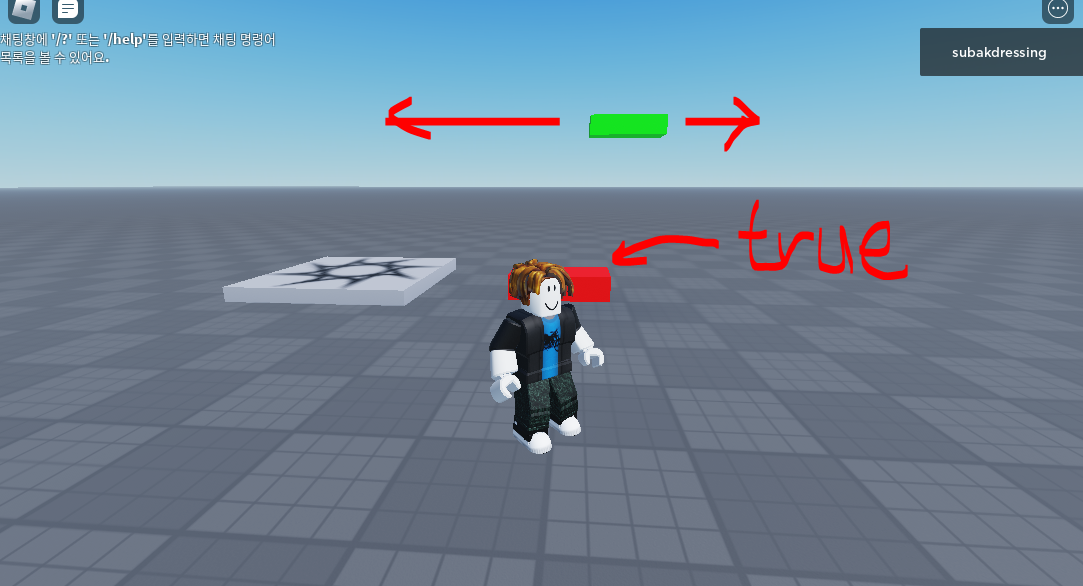 채팅창에 '/?' 또는 '/help'를 입력하면 채팅 명령어
목록을 볼 수 있어요.
subakdressing
true